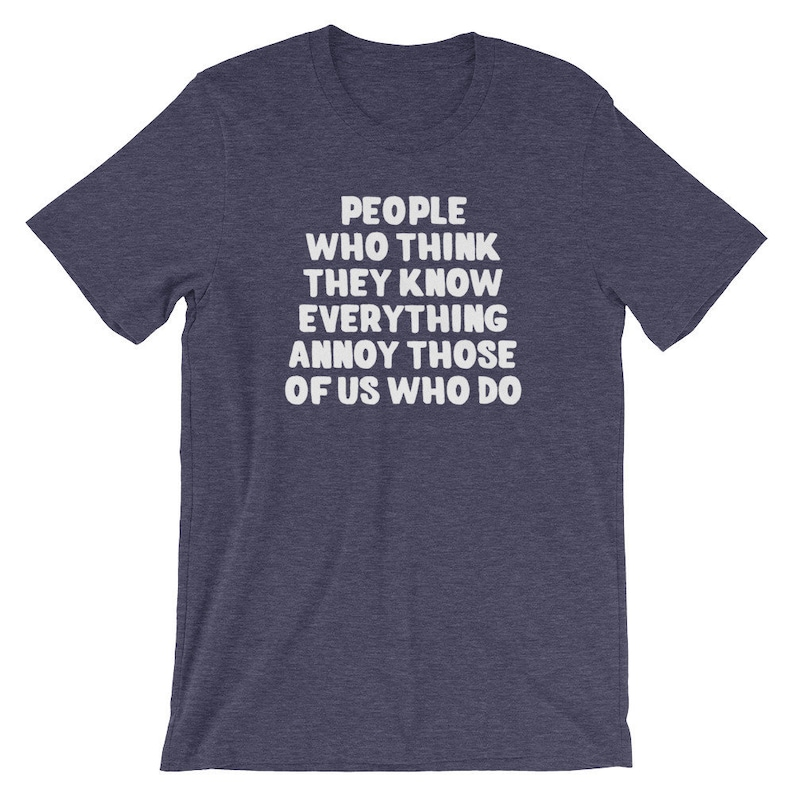 PEOPLE
WHO THINK
THEY KNOW
EVERYTHING
ANNOY THOSE
OF US WHO DO